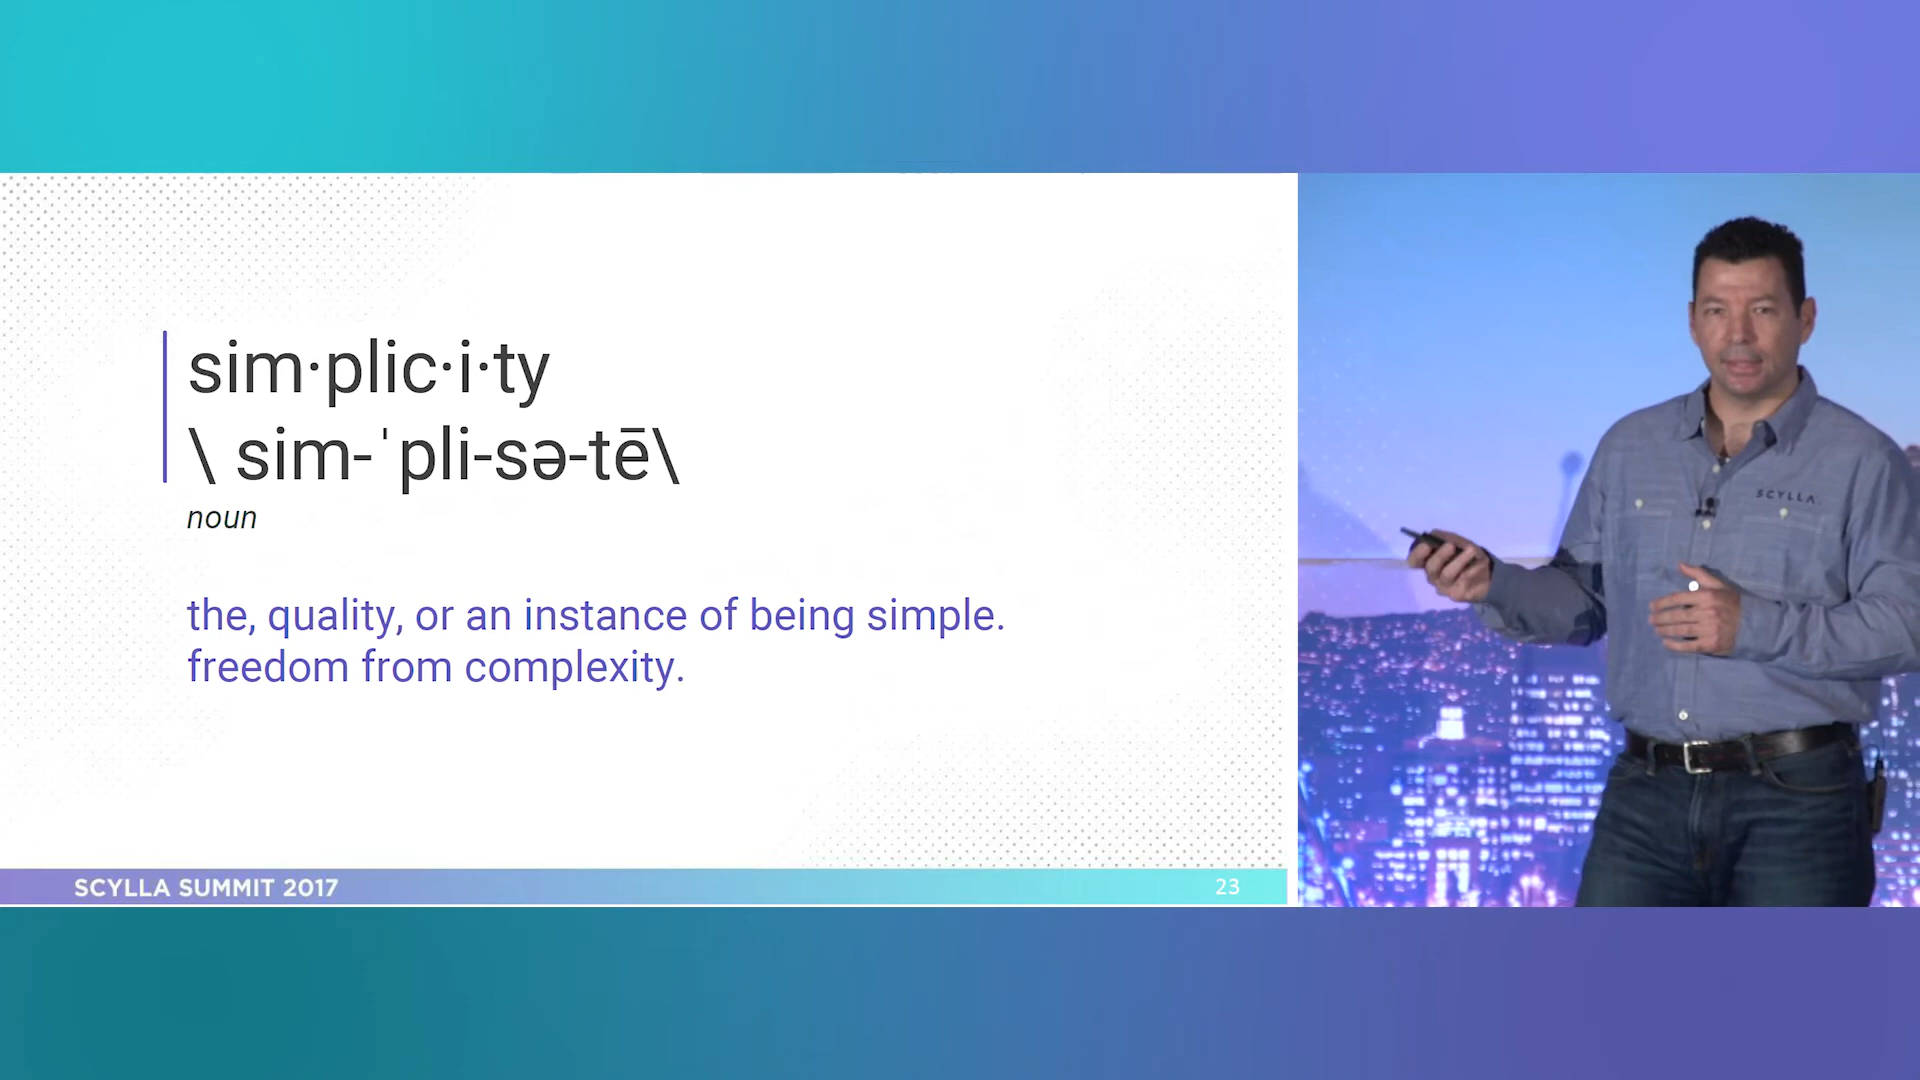 sim·plic·i·ty
\ sim-ˈpli-sə-tē\
noun
the, quality, or an instance of being simple.
freedom from complexity.
SCYLLA SUMMIT 2017
23
SCYLLA